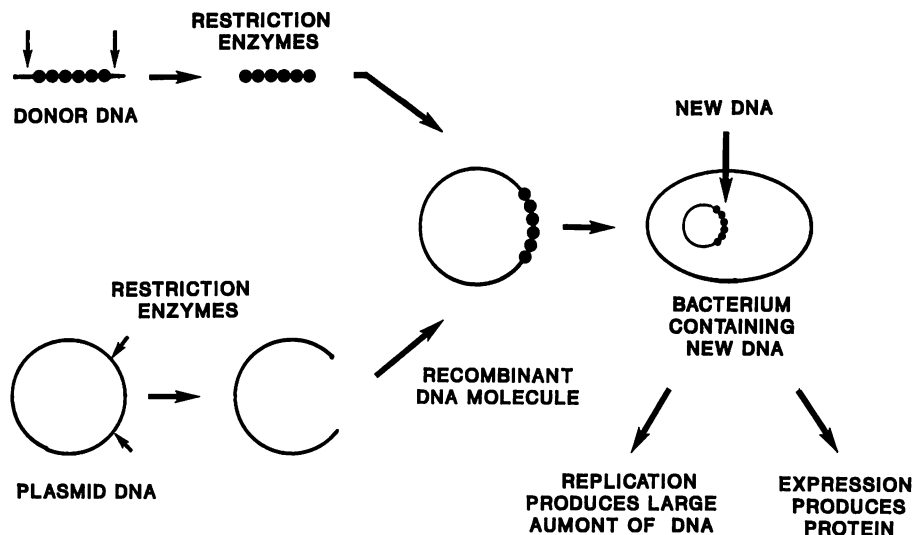 RESTRICTION
ENZYMES
DONOR DNA
NEW DNA
RESTRICTION
ENZYMES
BACTERIUM
CONTAINING
NEW DNA
RECOMBINANT
DNA MOLECULE
PLASMID DNA
REPLICATION
PRODUCES LARGE
AUMONT OF DNA
EXPRESSION
PRODUCES
PROTEIN